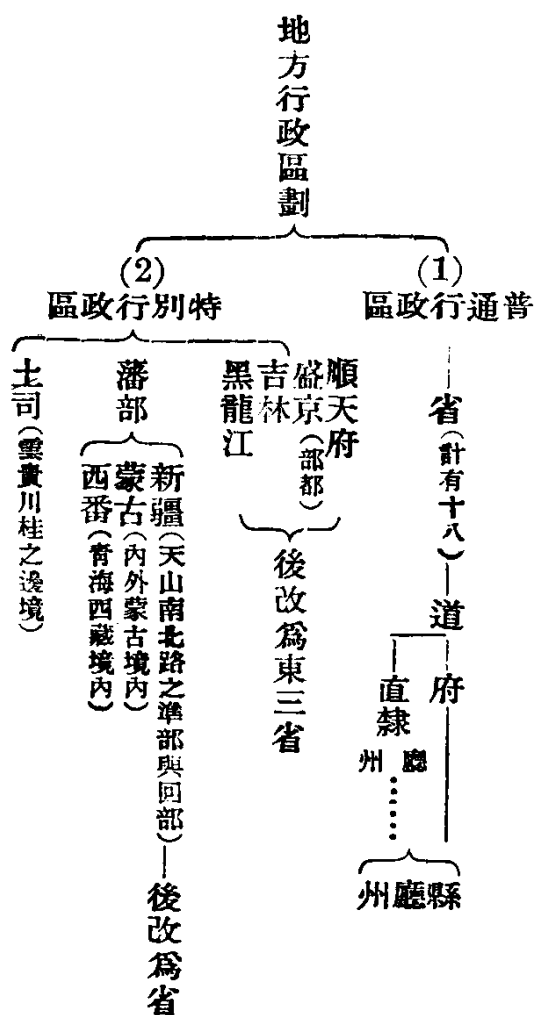 地方行政區劃
(1)
普通行政區
省(計有十八)
道
府
直隸
廳州
縣廳州
(2)
特別行政區
順天府
盛京(部都)
吉林
黑龍江
後改爲東三省
藩部
新疆(天山南北路之準部與回部)
後改爲省
蒙古(內外蒙古境內)
西番(青海西藏境內)
土司(雲貴川桂之邊境)